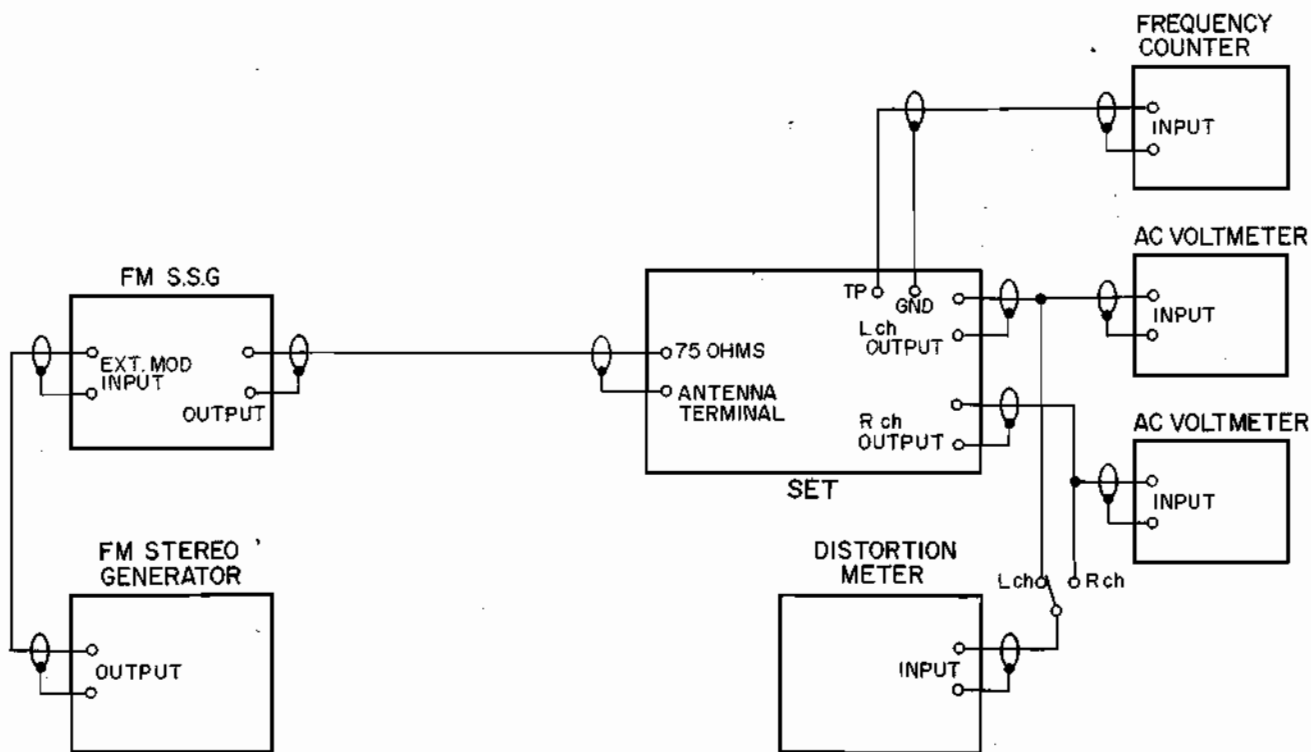 FREQUENCY
COUNTER
INPUT
AC VOLTMETER
INPUT
FM S.S.G
EXT. MOD
INPUT
OUTPUT
TP
GND
L ch
OUTPUT
75 OHMS
ANTENNA
TERMINAL
R ch
OUTPUT
SET
AC VOLTMETER
INPUT
FM STEREO
GENERATOR
OUTPUT
DISTORTION
METER
INPUT
L ch
R ch